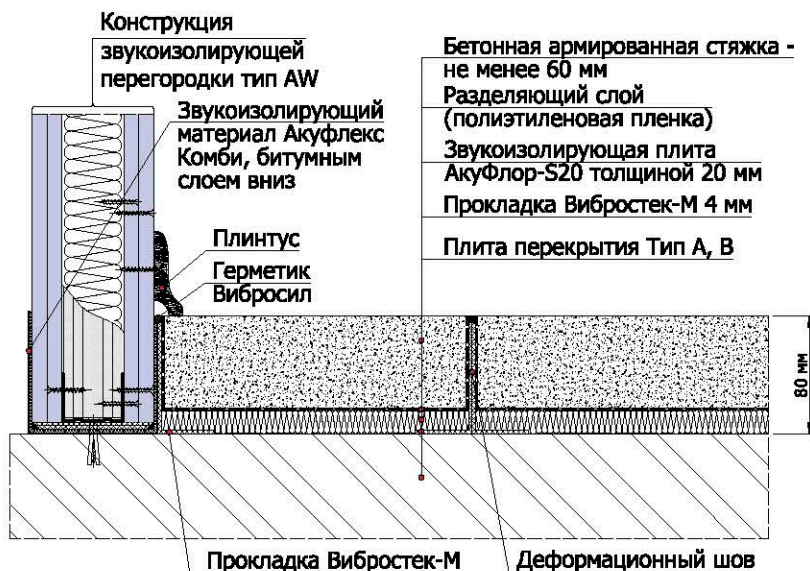 Конструкция
звукоизолирующей
перегородки тип AW
Звукоизолирующий
материал Акуфлекс
Комби, битумным
слоем вниз
Плинтус
Герметик
Вибросил
Бетонная армированная стяжка -
не менее 60 мм
Разделяющий слой
(полиэтиленовая пленка)
Звукоизолирующая плита
АкуФлор-S20 толщиной 20 мм
Прокладка Вибростек-М 4 мм
Плита перекрытия Тип А, В
80 мм
Прокладка Вибростек-М
Деформационный шов